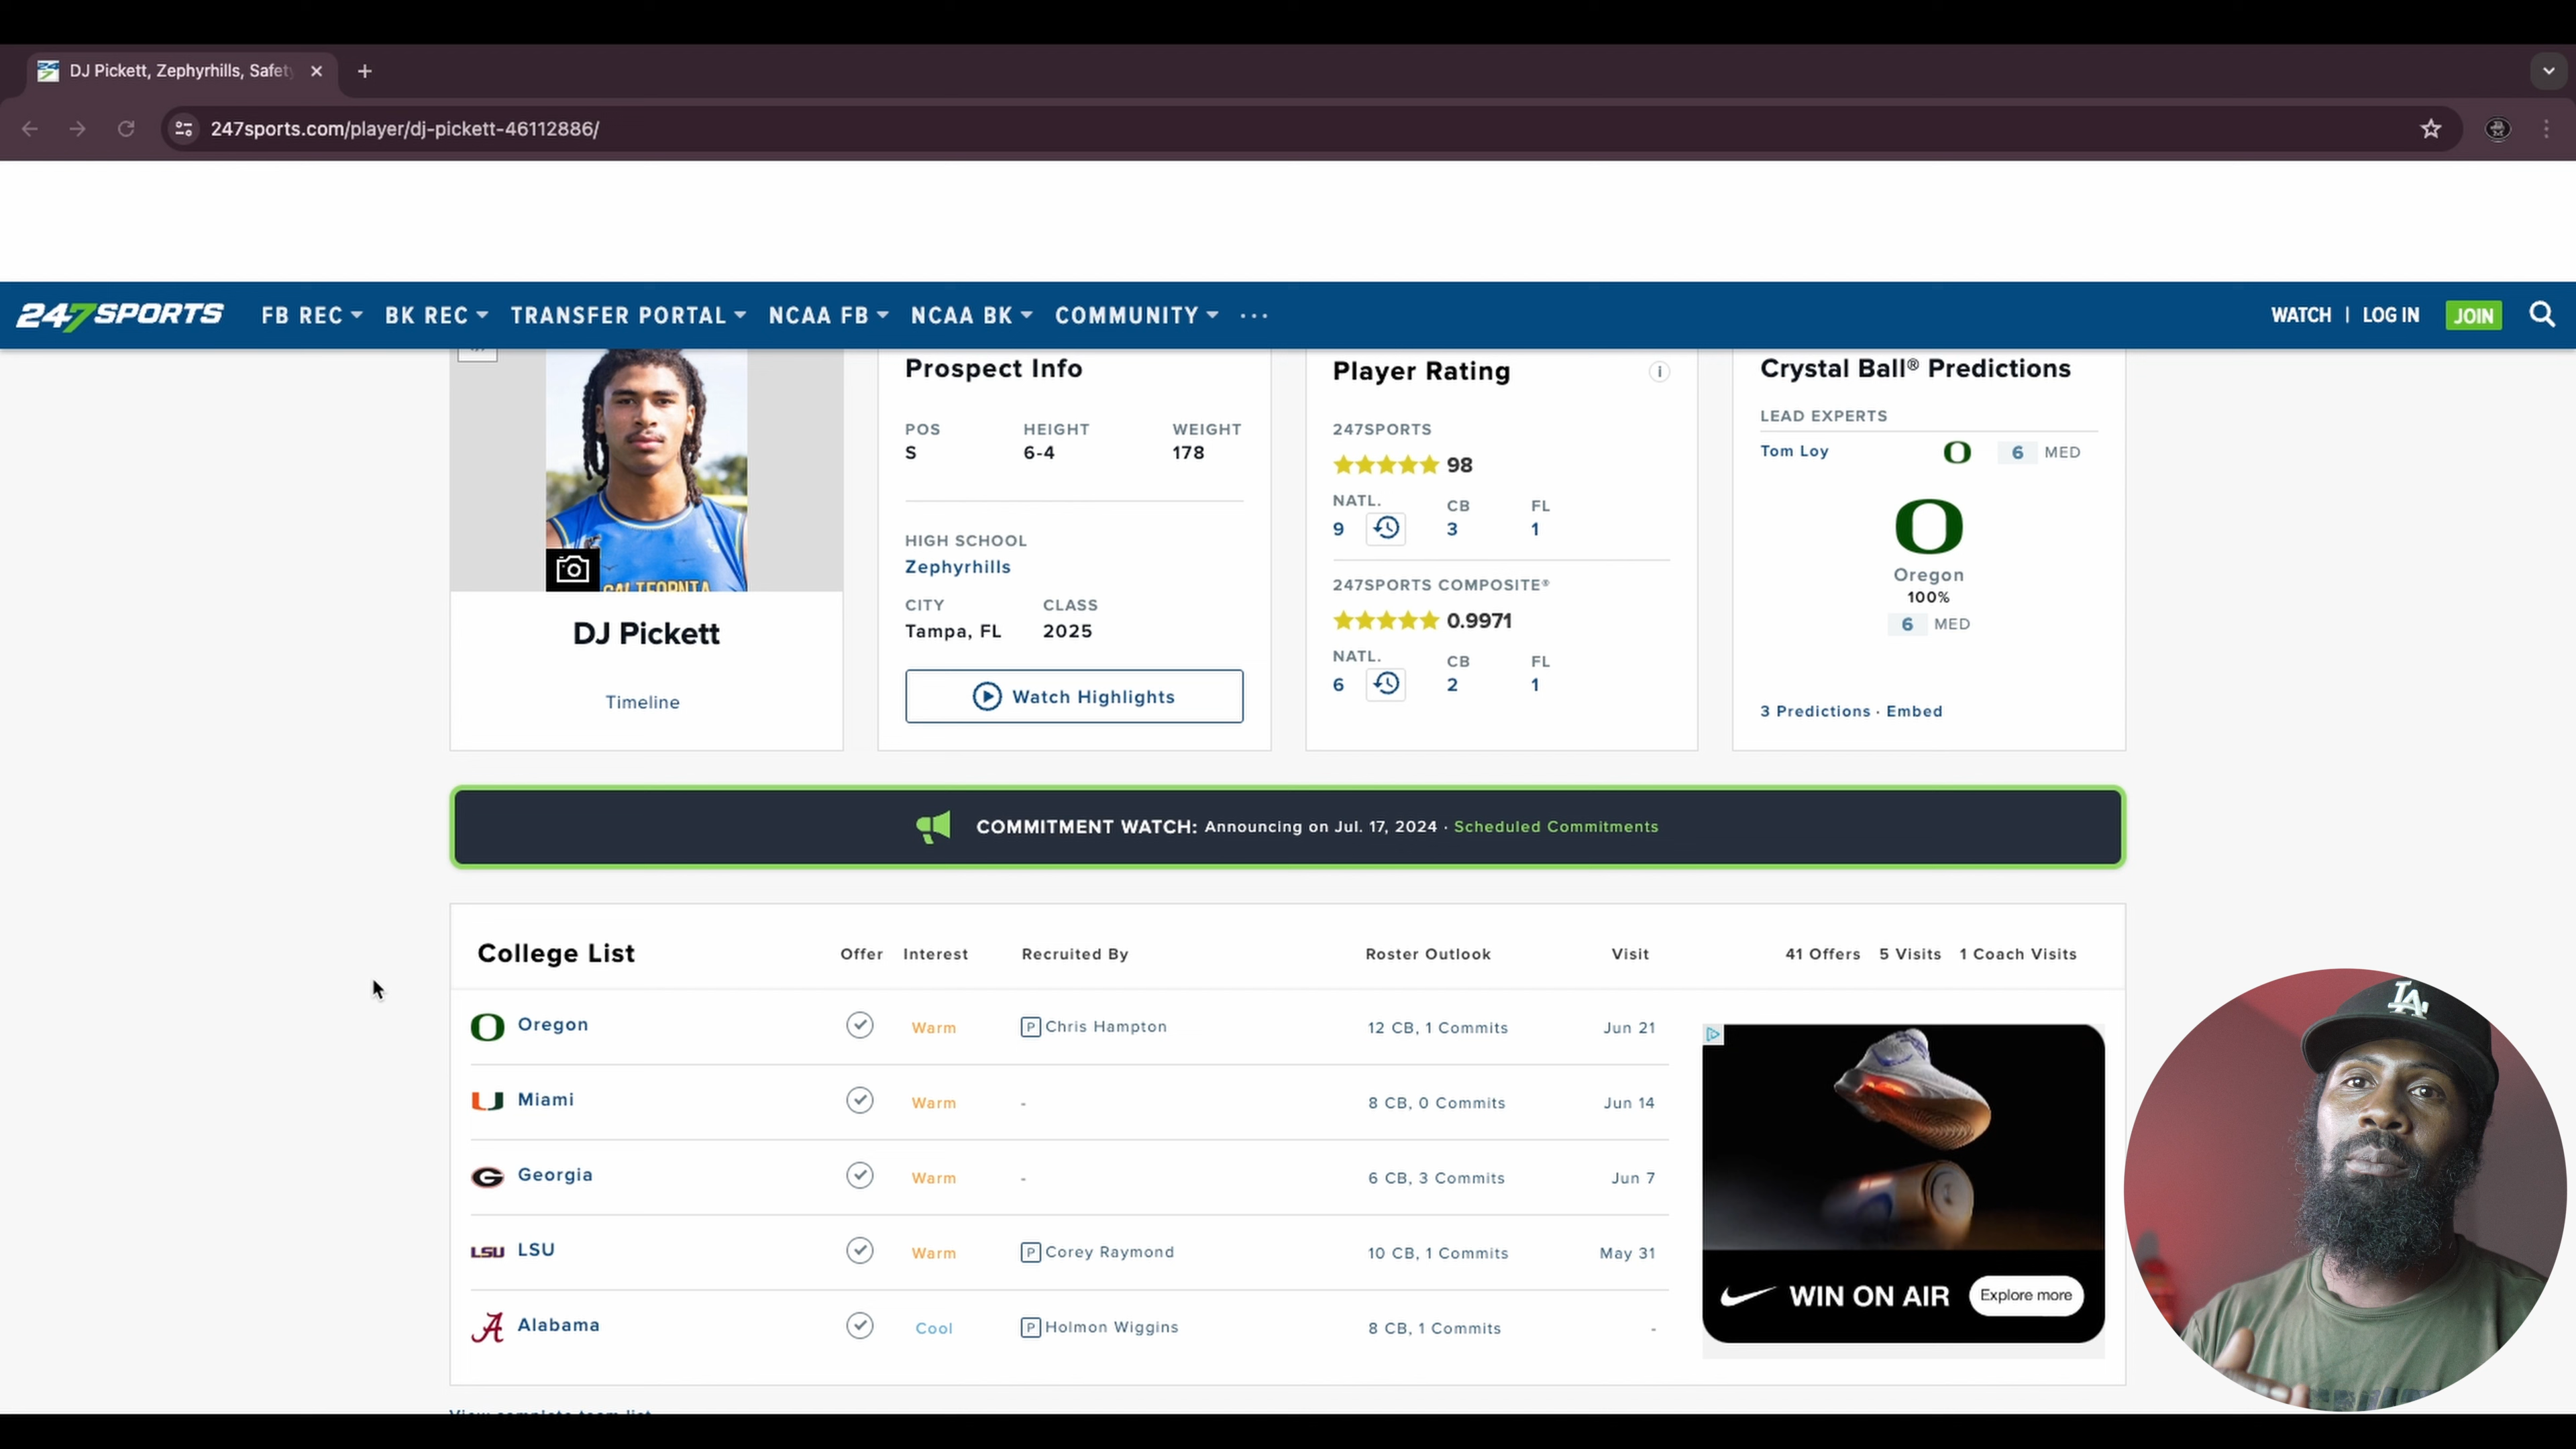 DJ Pickett, Zephyrhills, Safety
247sports.com/player/dj-pickett-46112886/
247SPORTS FB REC BK REC TRANSFER PORTAL NCAA FB NCAA BK COMMUNITY ... WATCH | LOG IN JOIN
DJ Pickett
Timeline
CALIFORNIA
Prospect Info
POS HEIGHT WEIGHT
S 6-4 178
HIGH SCHOOL
Zephyrhills
CITY CLASS
Tampa, FL 2025
Watch Highlights
Player Rating
247SPORTS
98
NATL. CB FL
9 3 1
247SPORTS COMPOSITE®
0.9971
NATL. CB FL
6 2 1
Crystal Ball® Predictions
LEAD EXPERTS
Tom Loy O 6 MED
O
Oregon
100%
6 MED
3 Predictions · Embed
COMMITMENT WATCH: Announcing on Jul. 17, 2024 · Scheduled Commitments
College List Offer Interest Recruited By Roster Outlook Visit 41 Offers 5 Visits 1 Coach Visits
O Oregon Warm P Chris Hampton 12 CB, 1 Commits Jun 21
U Miami Warm - 8 CB, 0 Commits Jun 14
G Georgia Warm - 6 CB, 3 Commits Jun 7
LSU LSU Warm P Corey Raymond 10 CB, 1 Commits May 31
A Alabama Cool P Holmon Wiggins 8 CB, 1 Commits -
WIN ON AIR Explore more
LA
View complete team list